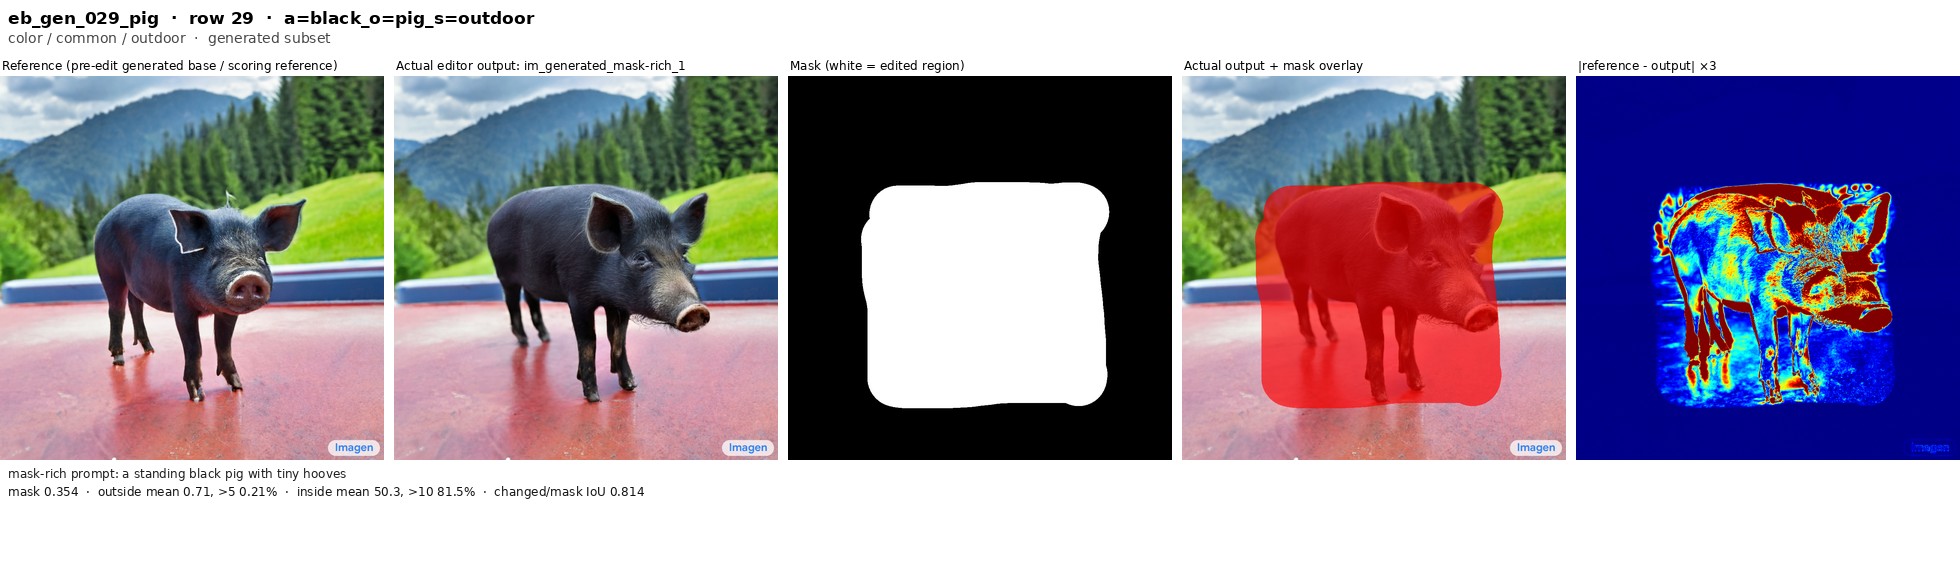 eb_gen_029_pig  ·  row 29  ·  a=black_o=pig_s=outdoor
color / common / outdoor  ·  generated subset
Reference (pre-edit generated base / scoring reference)
Actual editor output: im_generated_mask-rich_1
Mask (white = edited region)
Actual output + mask overlay
|reference - output| ×3
Imagen
Imagen
Imagen
Imagen
mask-rich prompt: a standing black pig with tiny hooves
mask 0.354  ·  outside mean 0.71, >5 0.21%  ·  inside mean 50.3, >10 81.5%  ·  changed/mask IoU 0.814